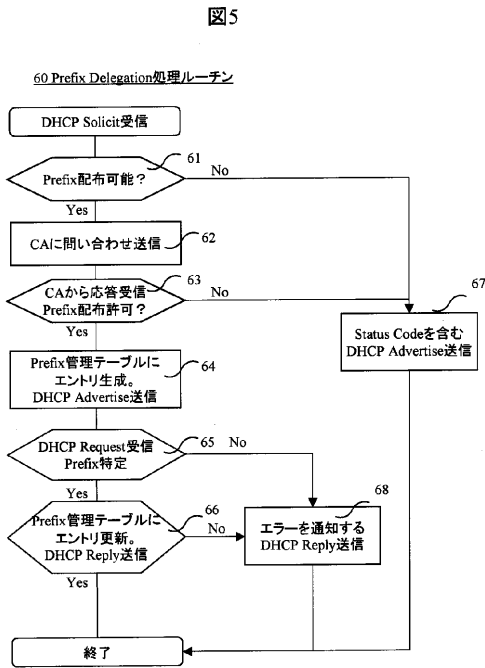 図5
60 Prefix Delegation処理ルーチン
DHCP Solicit受信
61
Prefix配布可能？
No
Yes
CAに問い合わせ送信
62
63
CAから応答受信
Prefix配布許可？
No
Yes
67
Status Codeを含む
DHCP Advertise送信
Prefix管理テーブルに
エントリ生成。
DHCP Advertise送信
64
DHCP Request受信
Prefix特定
65
No
Yes
Prefix管理テーブルに
エントリ更新。
DHCP Reply送信
66
No
Yes
68
エラーを通知する
DHCP Reply送信
終了